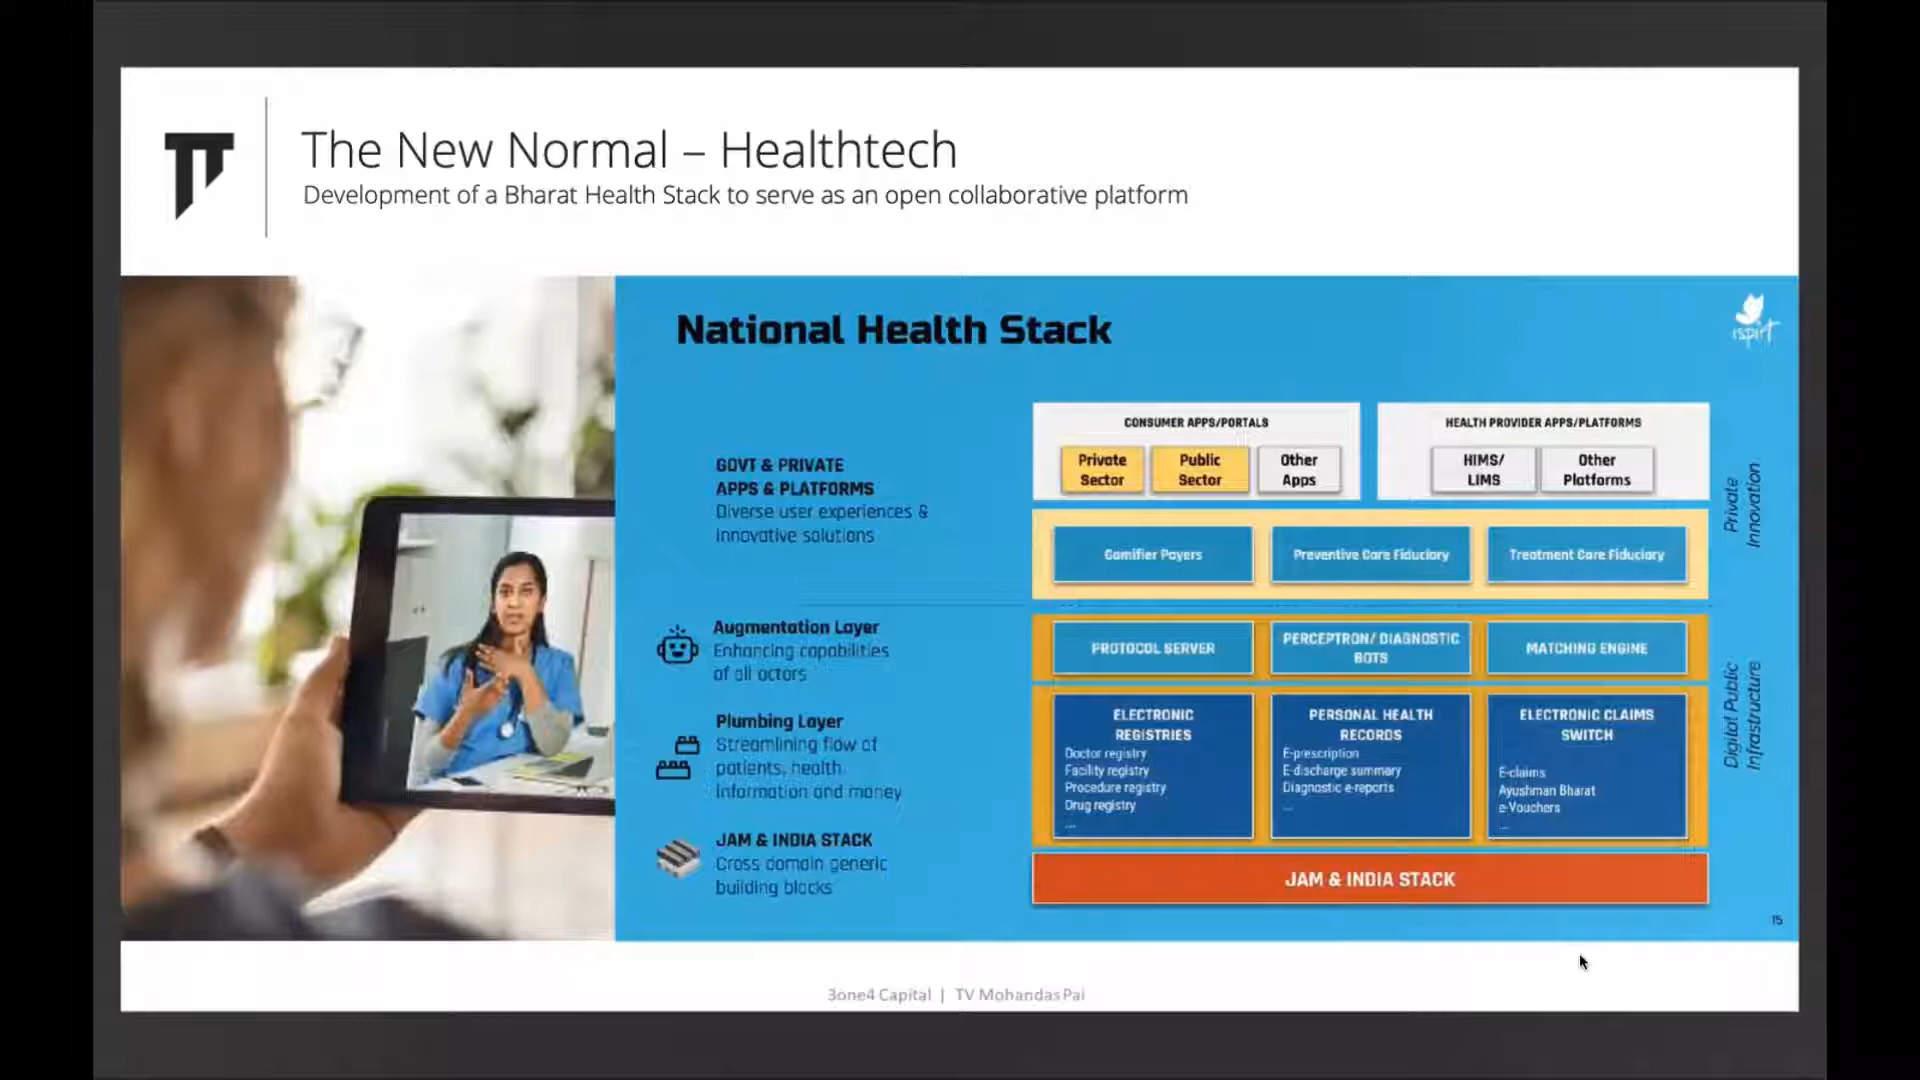 The New Normal – Healthtech
Development of a Bharat Health Stack to serve as an open collaborative platform
National Health Stack
ispirt
GOVT & PRIVATE
APPS & PLATFORMS
Diverse user experiences &
innovative solutions
Augmentation Layer
Enhancing capabilities
of all actors
Plumbing Layer
Streamlining flow of
patients, health
information and money
JAM & INDIA STACK
Cross domain generic
building blocks
CONSUMER APPS/PORTALS
Private
Sector
Public
Sector
Other
Apps
HEALTH PROVIDER APPS/PLATFORMS
HIMS/
LIMS
Other
Platforms
Gamifier Payers
Preventive Care Fiduciary
Treatment Care Fiduciary
Private
Innovation
PROTOCOL SERVER
PERCEPTRON/ DIAGNOSTIC
BOTS
MATCHING ENGINE
ELECTRONIC
REGISTRIES
Doctor registry
Facility registry
Procedure registry
Drug registry
...
PERSONAL HEALTH
RECORDS
E-prescription
E-discharge summary
Diagnostic e-reports
...
ELECTRONIC CLAIMS
SWITCH
E-claims
Ayushman Bharat
e-Vouchers
...
Digital Public
Infrastructure
JAM & INDIA STACK
15
3one4 Capital | TV Mohandas Pai